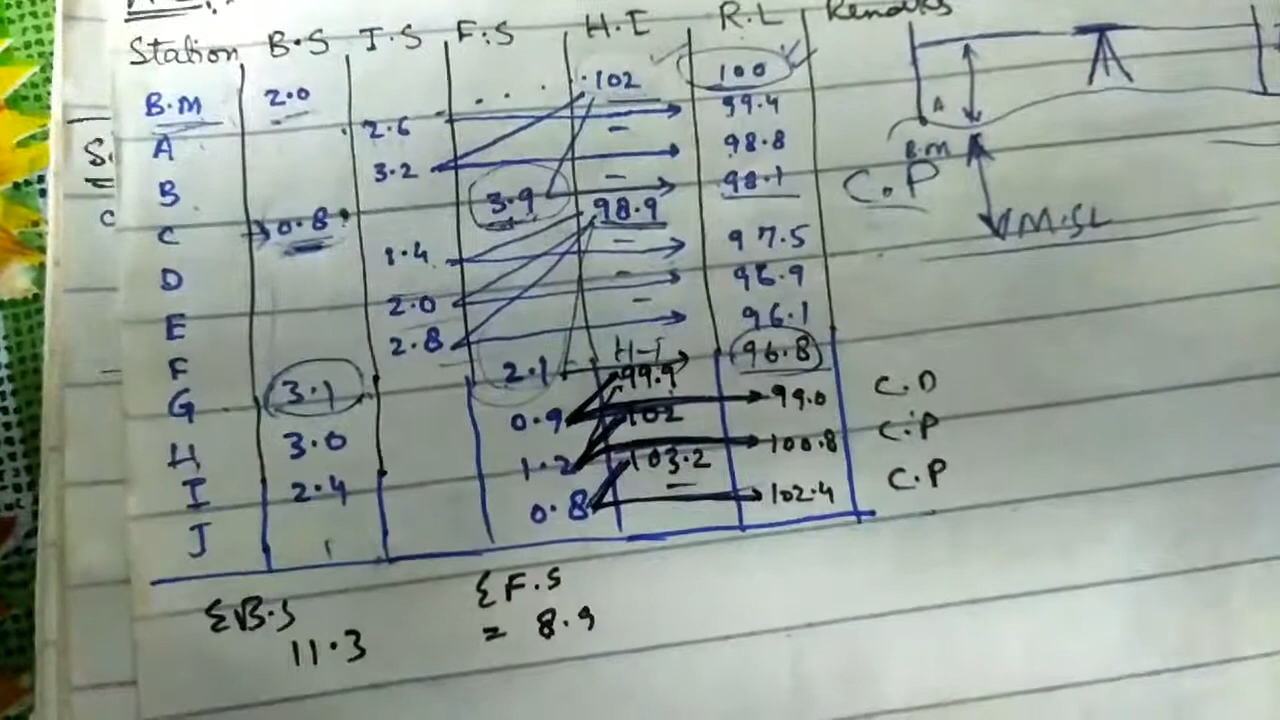 Station B.S I.S F.S H.I R.L Remarks
B.M 2.0 102 100
A 2.6 - 99.4
B 3.2 - 98.8
C 0.8 3.9 98.9 98.1 C.P
D 1.4 - 97.5
E 2.0 - 96.9
F 2.8 - 96.1
G 3.1 2.1 H-I 99.9 96.8
H 3.0 0.9 102 99.0 C.D
I 2.4 1.2 103.2 100.8 C.P
J 0.8 102.4 C.P
A
B.M
M.SL
ΣB.S
11.3
ΣF.S
= 8.9